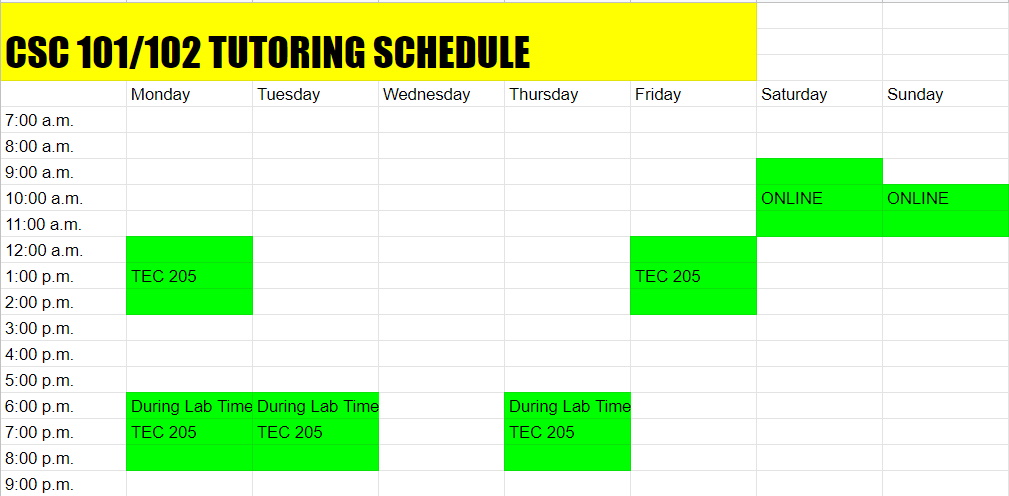 CSC 101/102 TUTORING SCHEDULE
Monday Tuesday Wednesday Thursday Friday Saturday Sunday
7:00 a.m.
8:00 a.m.
9:00 a.m.
10:00 a.m. ONLINE ONLINE
11:00 a.m.
12:00 a.m.
1:00 p.m. TEC 205 TEC 205
2:00 p.m.
3:00 p.m.
4:00 p.m.
5:00 p.m.
6:00 p.m. During Lab Time During Lab Time During Lab Time
7:00 p.m. TEC 205 TEC 205 TEC 205
8:00 p.m.
9:00 p.m.